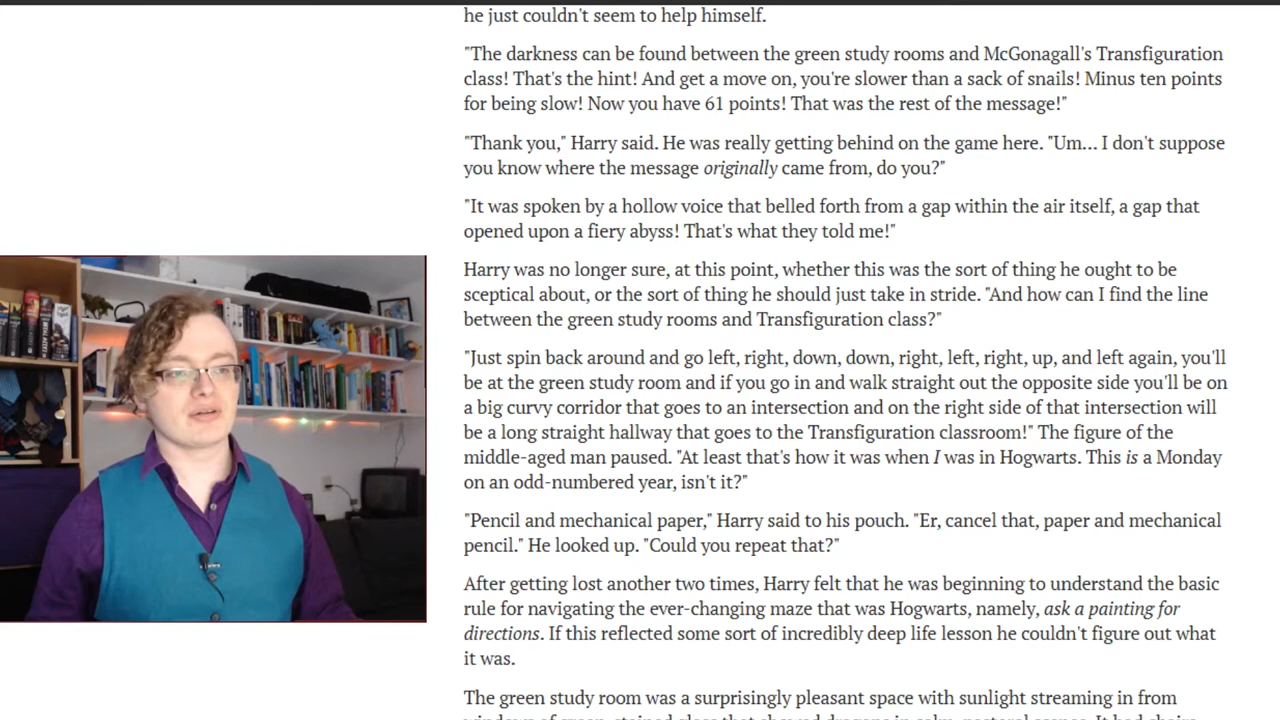 he just couldn't seem to help himself.
"The darkness can be found between the green study rooms and McGonagall's Transfiguration
class! That's the hint! And get a move on, you're slower than a sack of snails! Minus ten points
for being slow! Now you have 61 points! That was the rest of the message!"
"Thank you," Harry said. He was really getting behind on the game here. "Um... I don't suppose
you know where the message originally came from, do you?"
"It was spoken by a hollow voice that belled forth from a gap within the air itself, a gap that
opened upon a fiery abyss! That's what they told me!"
Harry was no longer sure, at this point, whether this was the sort of thing he ought to be
sceptical about, or the sort of thing he should just take in stride. "And how can I find the line
between the green study rooms and Transfiguration class?"
"Just spin back around and go left, right, down, down, right, left, right, up, and left again, you'll
be at the green study room and if you go in and walk straight out the opposite side you'll be on
a big curvy corridor that goes to an intersection and on the right side of that intersection will
be a long straight hallway that goes to the Transfiguration classroom!" The figure of the
middle-aged man paused. "At least that's how it was when I was in Hogwarts. This is a Monday
on an odd-numbered year, isn't it?"
"Pencil and mechanical paper," Harry said to his pouch. "Er, cancel that, paper and mechanical
pencil." He looked up. "Could you repeat that?"
After getting lost another two times, Harry felt that he was beginning to understand the basic
rule for navigating the ever-changing maze that was Hogwarts, namely, ask a painting for
directions. If this reflected some sort of incredibly deep life lesson he couldn't figure out what
it was.
The green study room was a surprisingly pleasant space with sunlight streaming in from